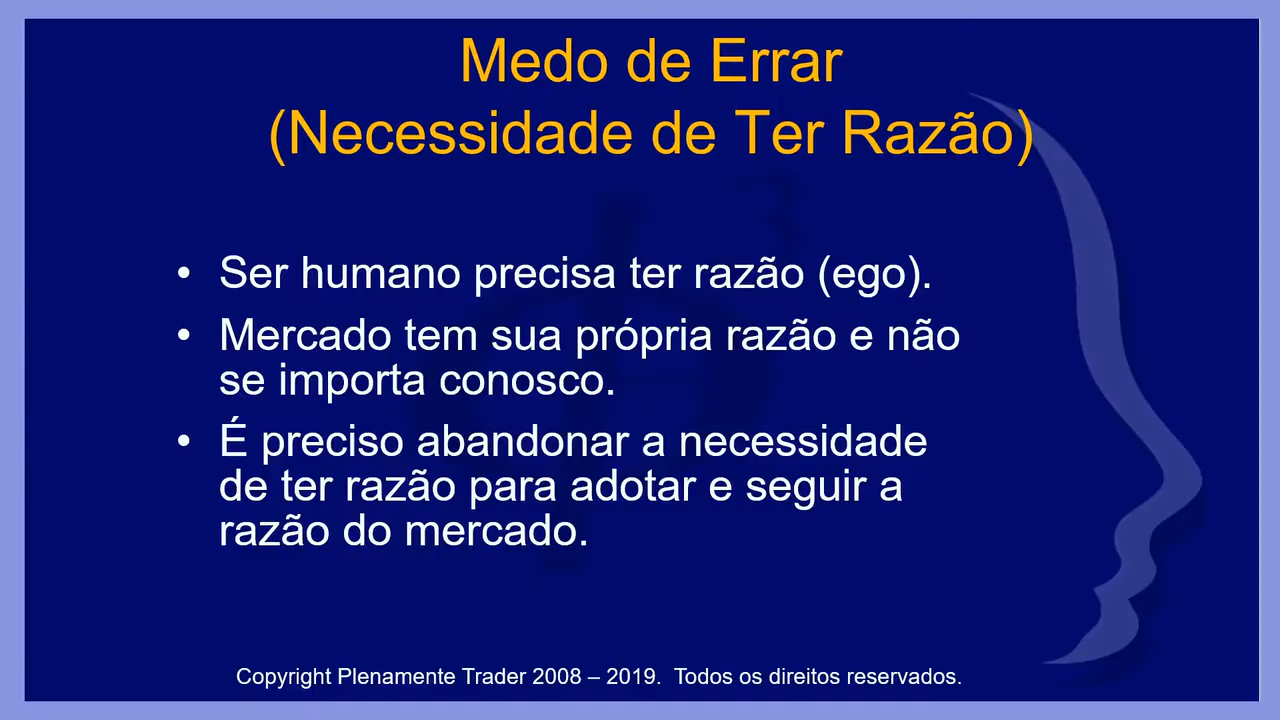 Medo de Errar
(Necessidade de Ter Razão)
• Ser humano precisa ter razão (ego).
• Mercado tem sua própria razão e não
se importa conosco.
• É preciso abandonar a necessidade
de ter razão para adotar e seguir a
razão do mercado.
Copyright Plenamente Trader 2008 – 2019. Todos os direitos reservados.